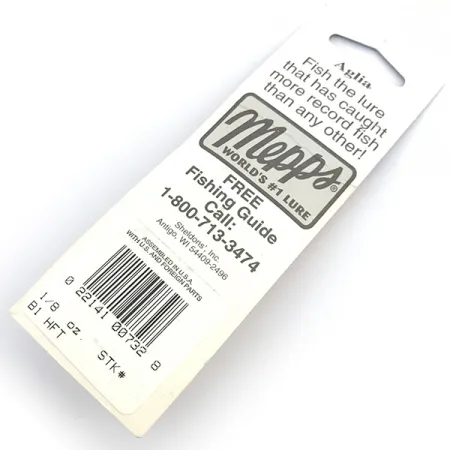 Aglia
Fish the lure
that has caught
more record fish
than any other!
Mepps®
WORLD'S #1 LURE
FREE
Fishing Guide
Call:
1-800-713-3474
Sheldons', Inc.
Antigo, WI 54409-2496
ASSEMBLED IN U.S.A.
WITH U.S. AND FOREIGN PARTS
0 22141 00732 8
1/8 oz
B1 HFT STK#